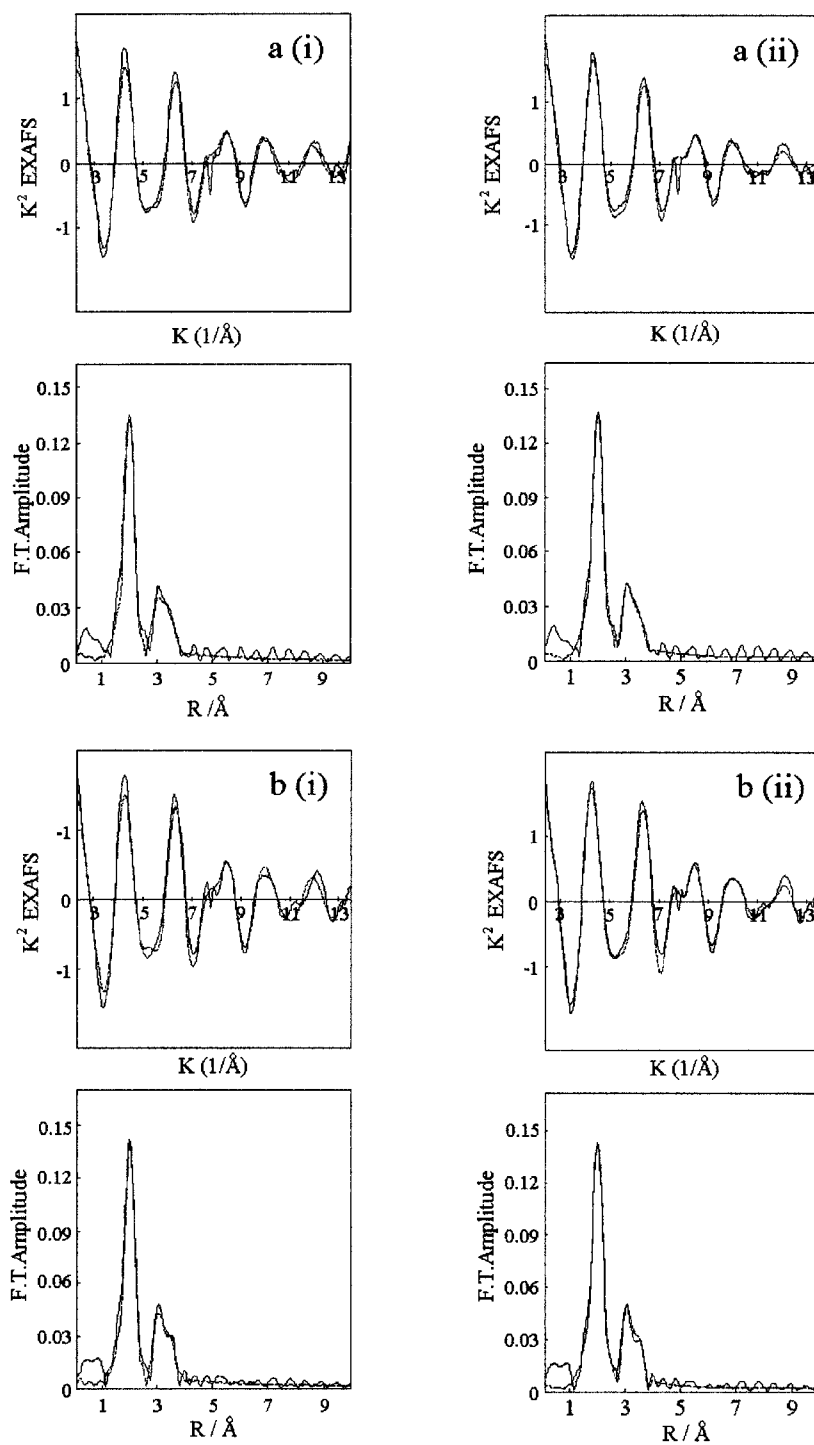 a (i)
K² EXAFS
1
0
-1
3 5 7 9 11 13
K (1/Å)
a (ii)
K² EXAFS
1
0
-1
3 5 7 9 11 13
K (1/Å)
F.T.Amplitude
0.15
0.12
0.09
0.06
0.03
0
1 3 5 7 9
R /Å
F.T.Amplitude
0.15
0.12
0.09
0.06
0.03
0
1 3 5 7 9
R / Å
b (i)
K² EXAFS
-1
0
-1
3 5 7 9 11 13
K (1/Å)
b (ii)
K² EXAFS
1
0
-1
3 5 7 9 11 13
K (1/Å)
F.T.Amplitude
0.15
0.12
0.09
0.06
0.03
0
1 3 5 7 9
R / Å
F.T.Amplitude
0.15
0.12
0.09
0.06
0.03
0
1 3 5 7 9
R / Å